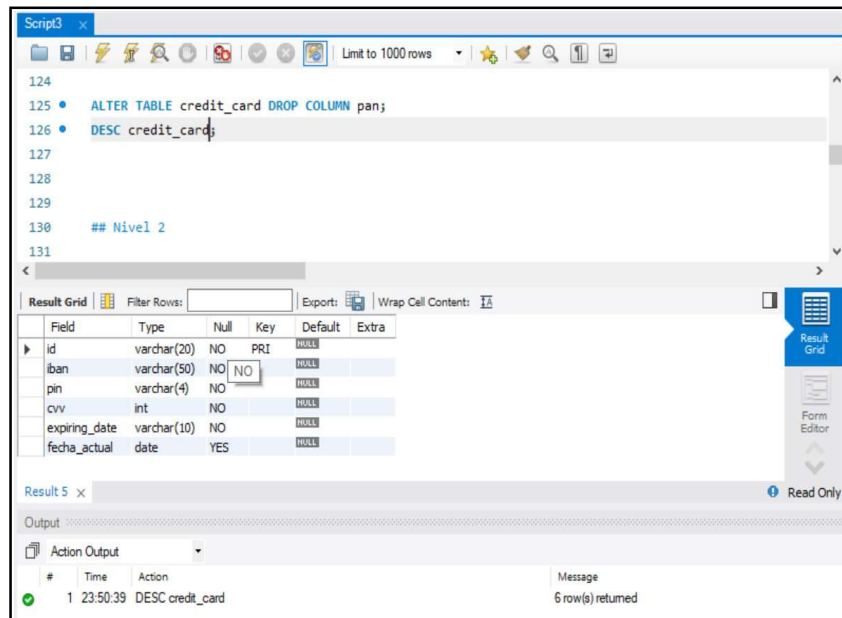 Script3 ×
Limit to 1000 rows
124
125 ALTER TABLE credit_card DROP COLUMN pan;
126 DESC credit_card;
127
128
129
130 ## Nivel 2
131
Result Grid Filter Rows: Export: Wrap Cell Content: IA
Field Type Null Key Default Extra
id varchar(20) NO PRI NULL
iban varchar(50) NO NULL
NO
pin varchar(4) NO NULL
cvv int NO NULL
expiring_date varchar(10) NO NULL
fecha_actual date YES NULL
Result
Grid
Form
Editor
Result 5 × Read Only
Output
Action Output
# Time Action Message
1 23:50:39 DESC credit_card 6 row(s) returned